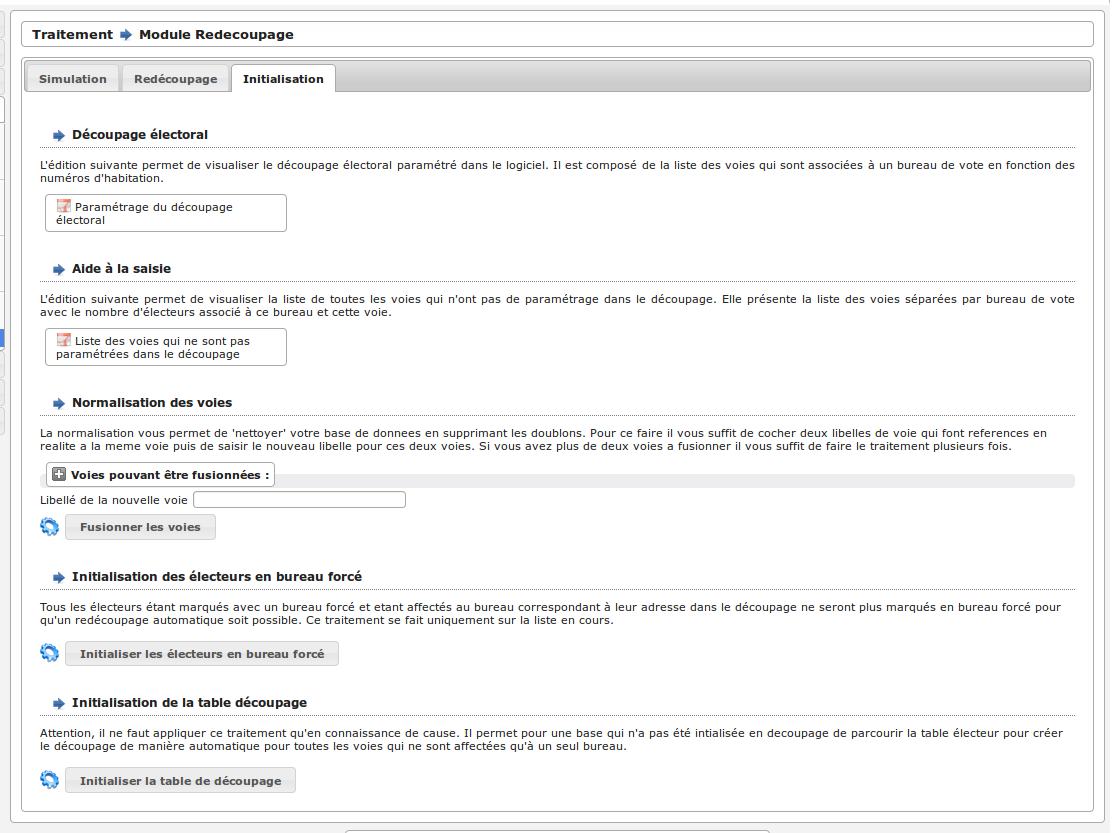 Traitement Module Redecoupage
Simulation Redécoupage Initialisation
Découpage électoral
L'édition suivante permet de visualiser le découpage électoral paramétré dans le logiciel. Il est composé de la liste des voies qui sont associées à un bureau de vote en fonction des
numéros d'habitation.
Paramétrage du découpage
électoral
Aide à la saisie
L'édition suivante permet de visualiser la liste de toutes les voies qui n'ont pas de paramétrage dans le découpage. Elle présente la liste des voies séparées par bureau de vote
avec le nombre d'électeurs associé à ce bureau et cette voie.
Liste des voies qui ne sont pas
paramétrées dans le découpage
Normalisation des voies
La normalisation vous permet de 'nettoyer' votre base de donnees en supprimant les doublons. Pour ce faire il vous suffit de cocher deux libelles de voie qui font references en
realite a la meme voie puis de saisir le nouveau libelle pour ces deux voies. Si vous avez plus de deux voies a fusionner il vous suffit de faire le traitement plusieurs fois.
Voies pouvant être fusionnées :
Libellé de la nouvelle voie
Fusionner les voies
Initialisation des électeurs en bureau forcé
Tous les électeurs étant marqués avec un bureau forcé et etant affectés au bureau correspondant à leur adresse dans le découpage ne seront plus marqués en bureau forcé pour
qu'un redécoupage automatique soit possible. Ce traitement se fait uniquement sur la liste en cours.
Initialiser les électeurs en bureau forcé
Initialisation de la table découpage
Attention, il ne faut appliquer ce traitement qu'en connaissance de cause. Il permet pour une base qui n'a pas été intialisée en decoupage de parcourir la table électeur pour créer
le découpage de manière automatique pour toutes les voies qui ne sont affectées qu'à un seul bureau.
Initialiser la table de découpage